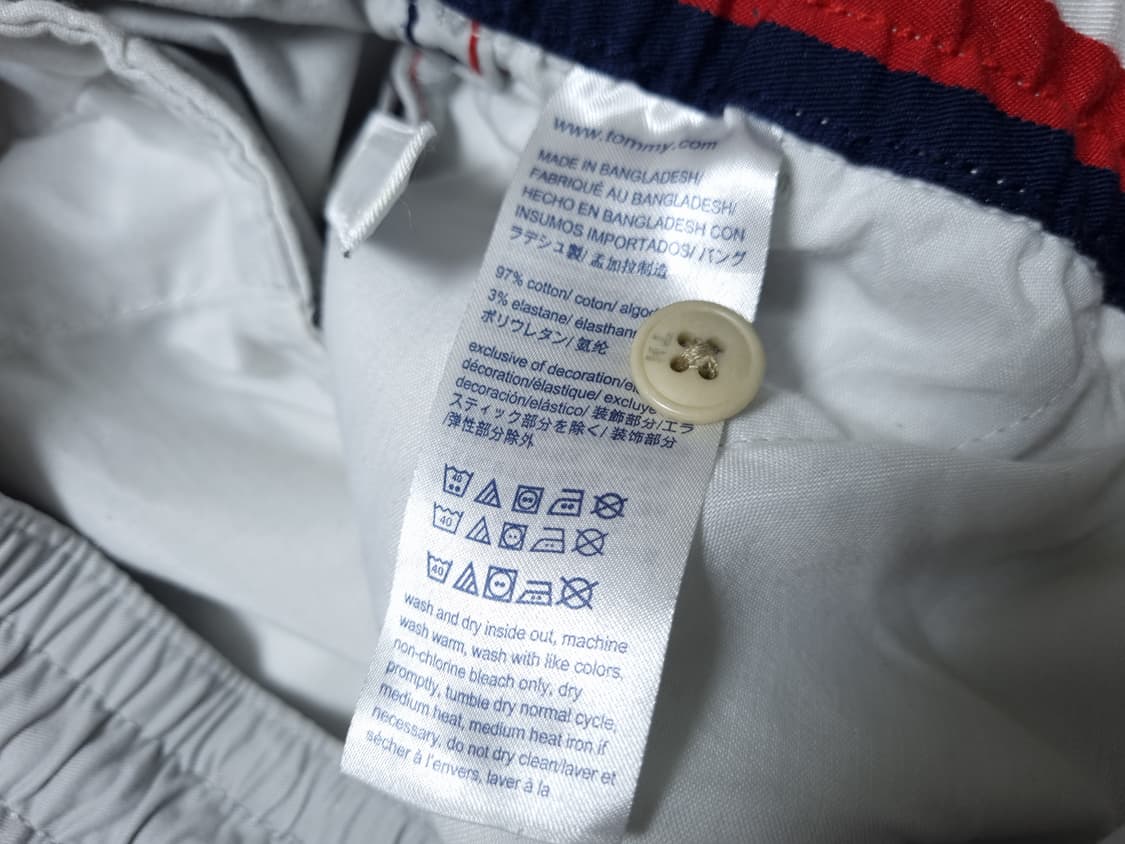 www.tommy.com
MADE IN BANGLADESH/
FABRIQUÉ AU BANGLADESH/
HECHO EN BANGLADESH CON
INSUMOS IMPORTADOS/ バング
ラデシュ製/ 孟加拉制造
97% cotton/ coton/
3% elastane/
ポリウレタン/ 氨纶
exclusive of decoration/
décoration/élastique/
decoración/elástico/ 装飾部分/エラ
スティック部分を除く/ 装饰部分
/弹性部分除外
40
40
40
wash and dry inside out, machine
wash warm, wash with like colors.
non-chlorine bleach only, dry
promptly, tumble dry normal cycle,
medium heat, medium heat iron if
necessary, do not dry clean/laver et
sécher à l'envers, laver à la